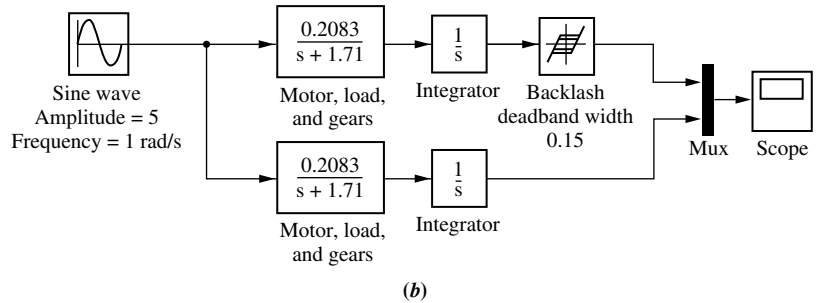 0.2083
s + 1.71
Motor, load,
and gears
1
s
Integrator
Backlash
deadband width
0.15
Sine wave
Amplitude = 5
Frequency = 1 rad/s
Mux
Scope
0.2083
s + 1.71
Motor, load,
and gears
1
s
Integrator
(b)